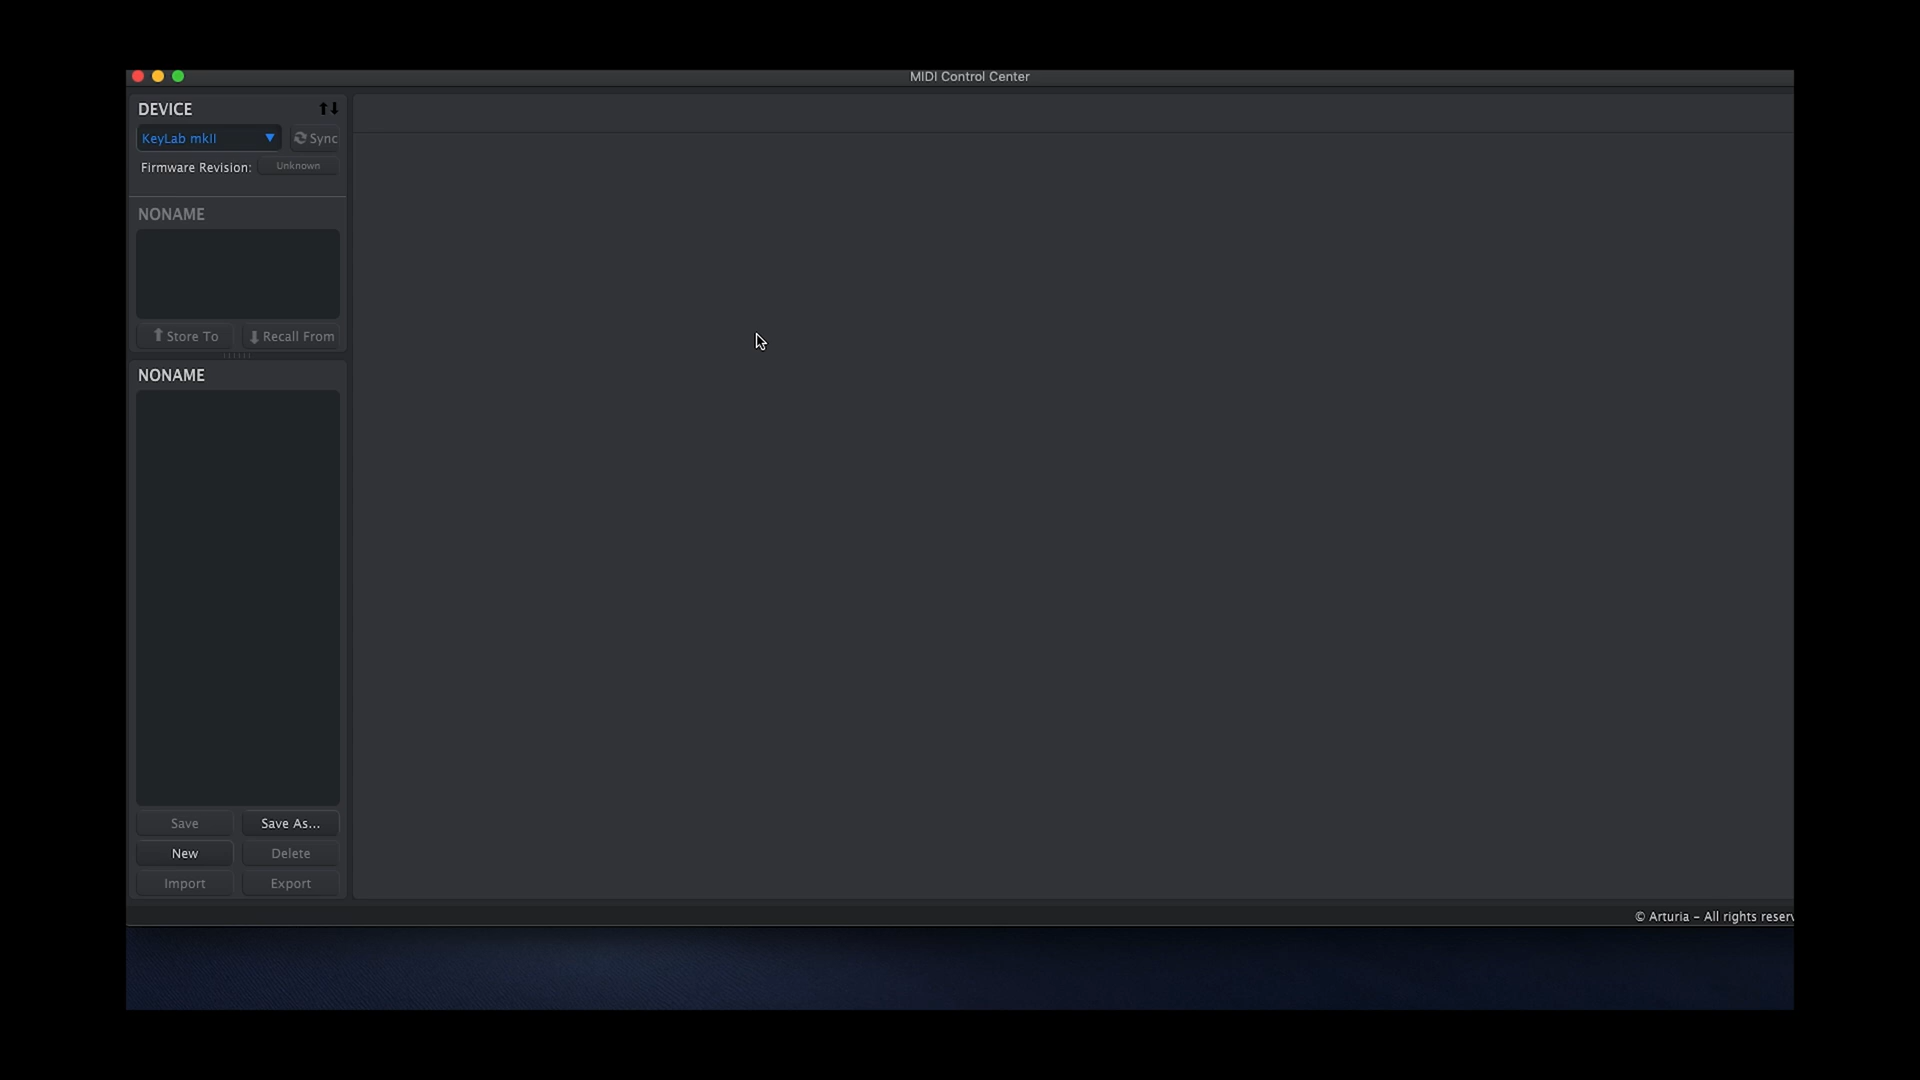 MIDI Control Center
DEVICE
KeyLab mkII
Sync
Firmware Revision:
Unknown
NONAME
Store To
Recall From
NONAME
Save
Save As...
New
Delete
Import
Export
© Arturia – All rights reserv